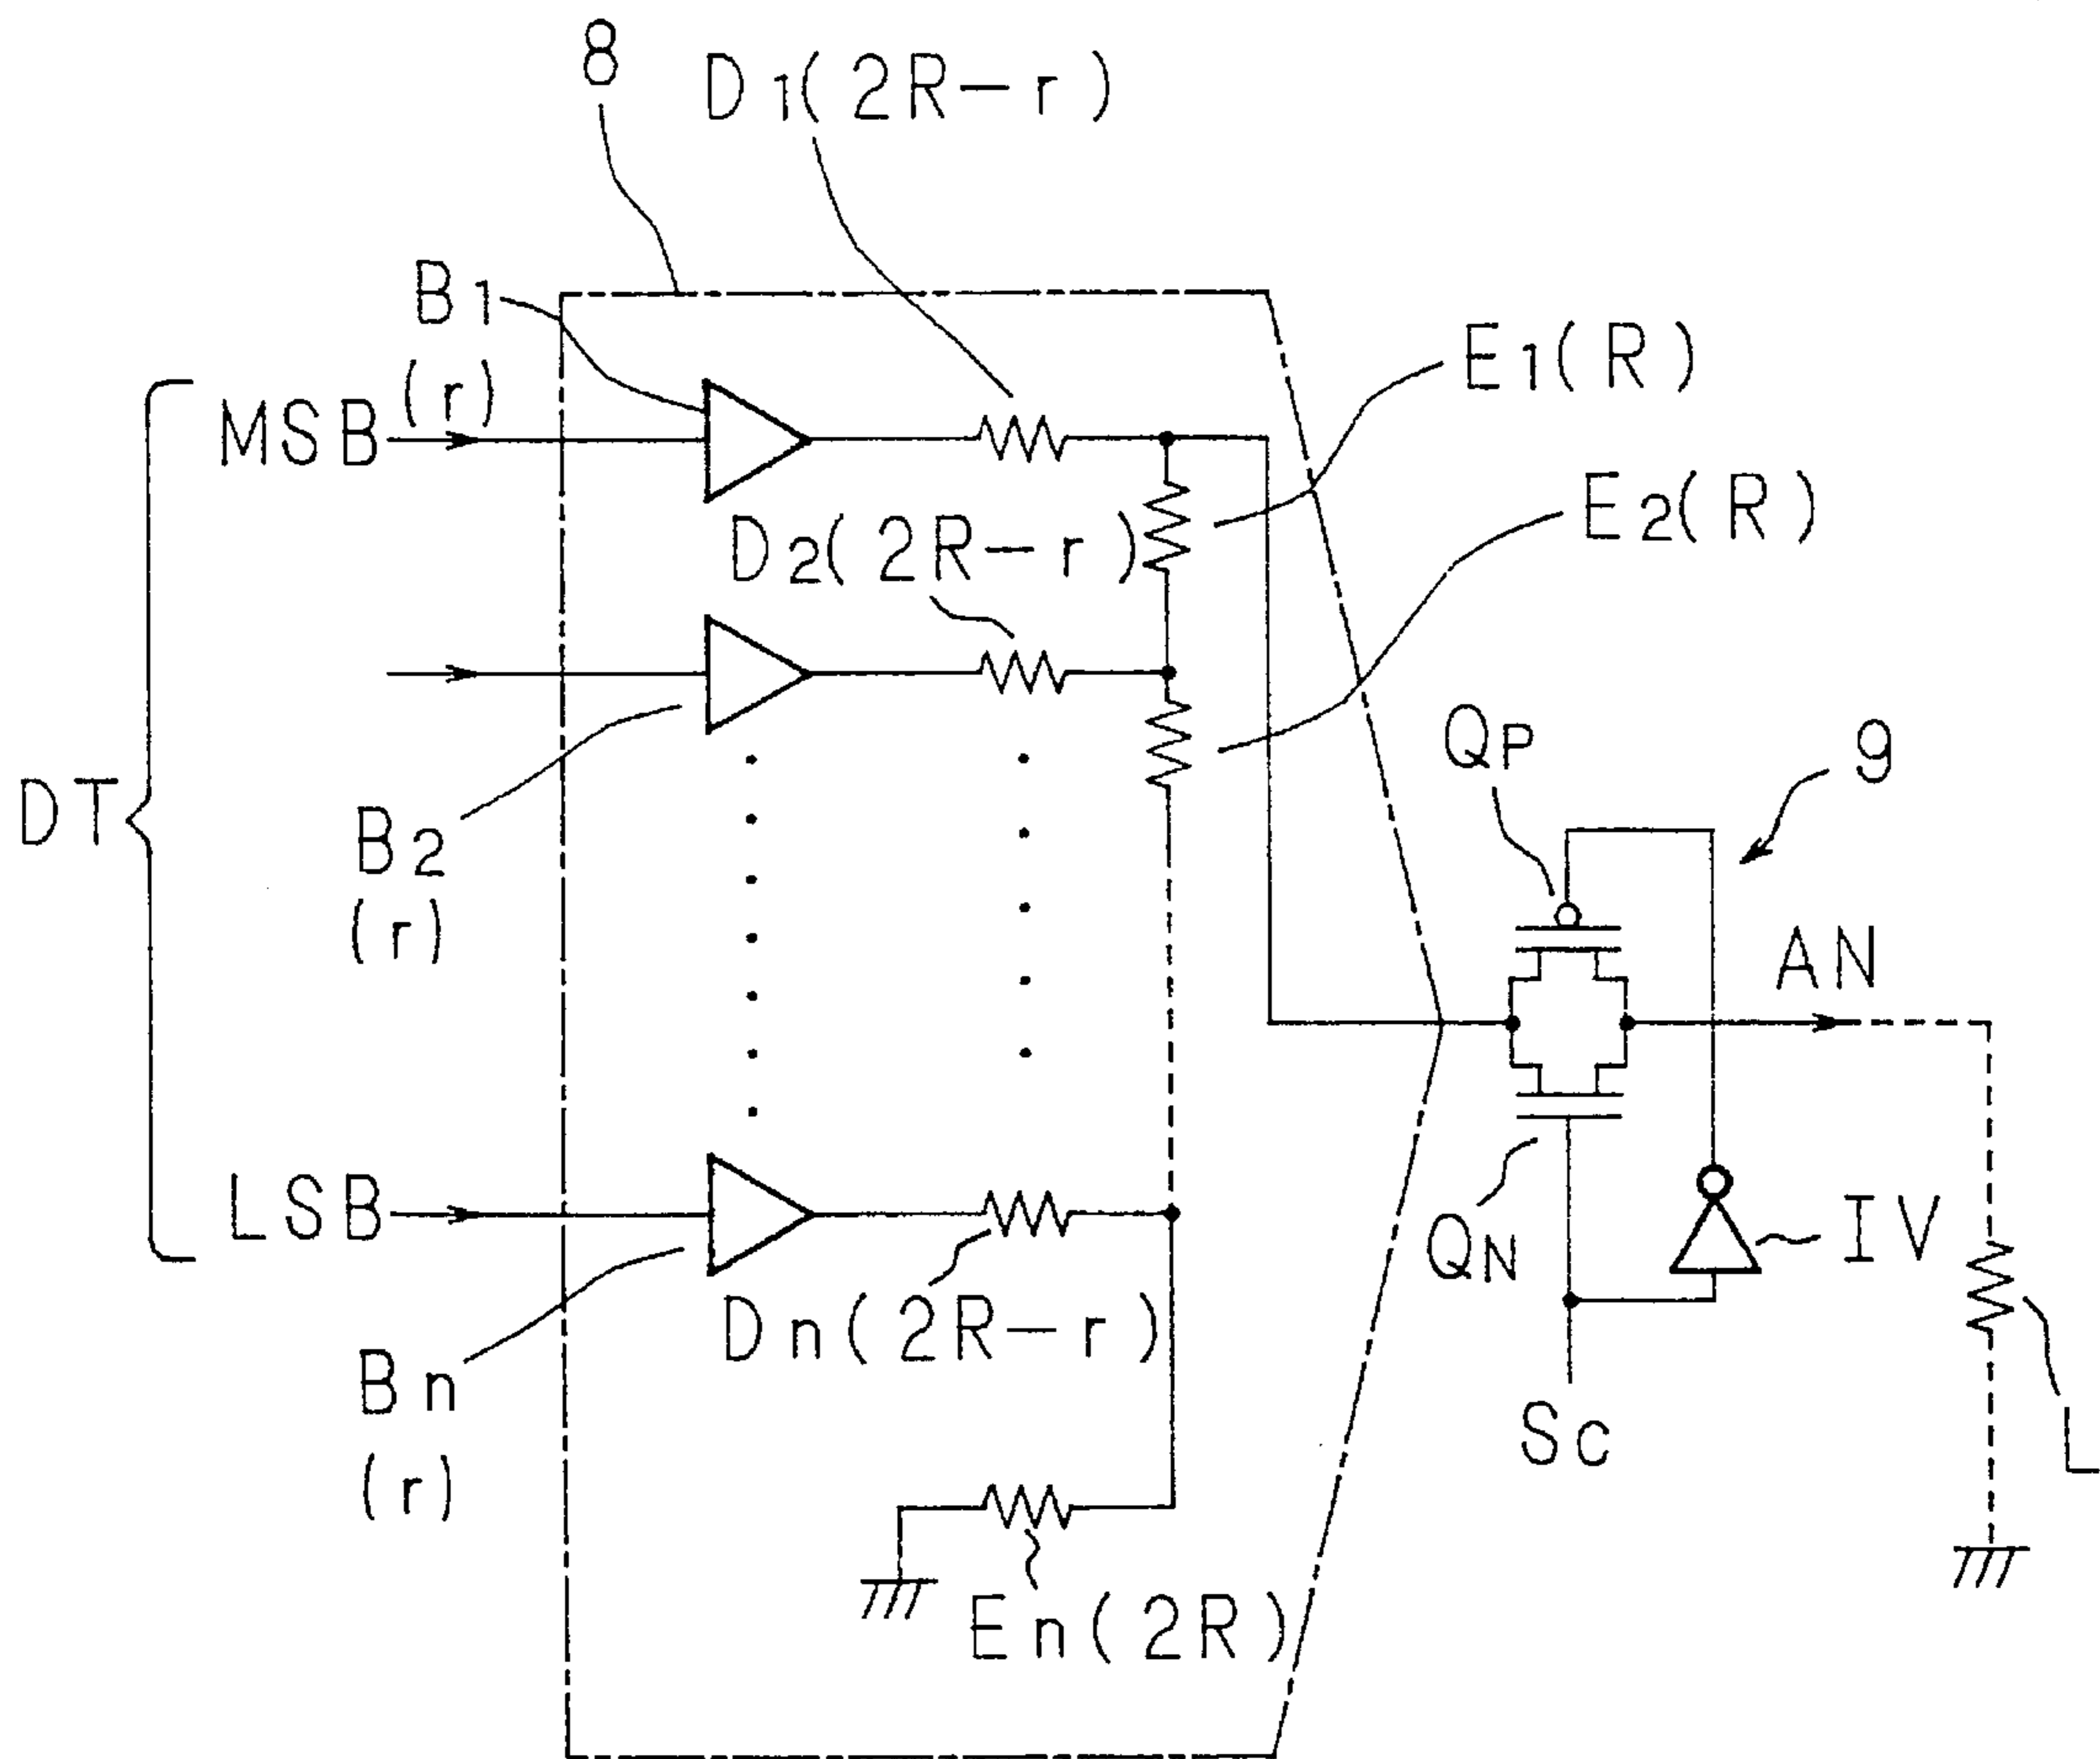 8
D1(2R-r)
B1
(r)
E1(R)
MSB
E2(R)
D2(2R-r)
QP
9
DT
B2
(r)
AN
LSB
QN
IV
Dn(2R-r)
Bn
(r)
SC
L
En(2R)